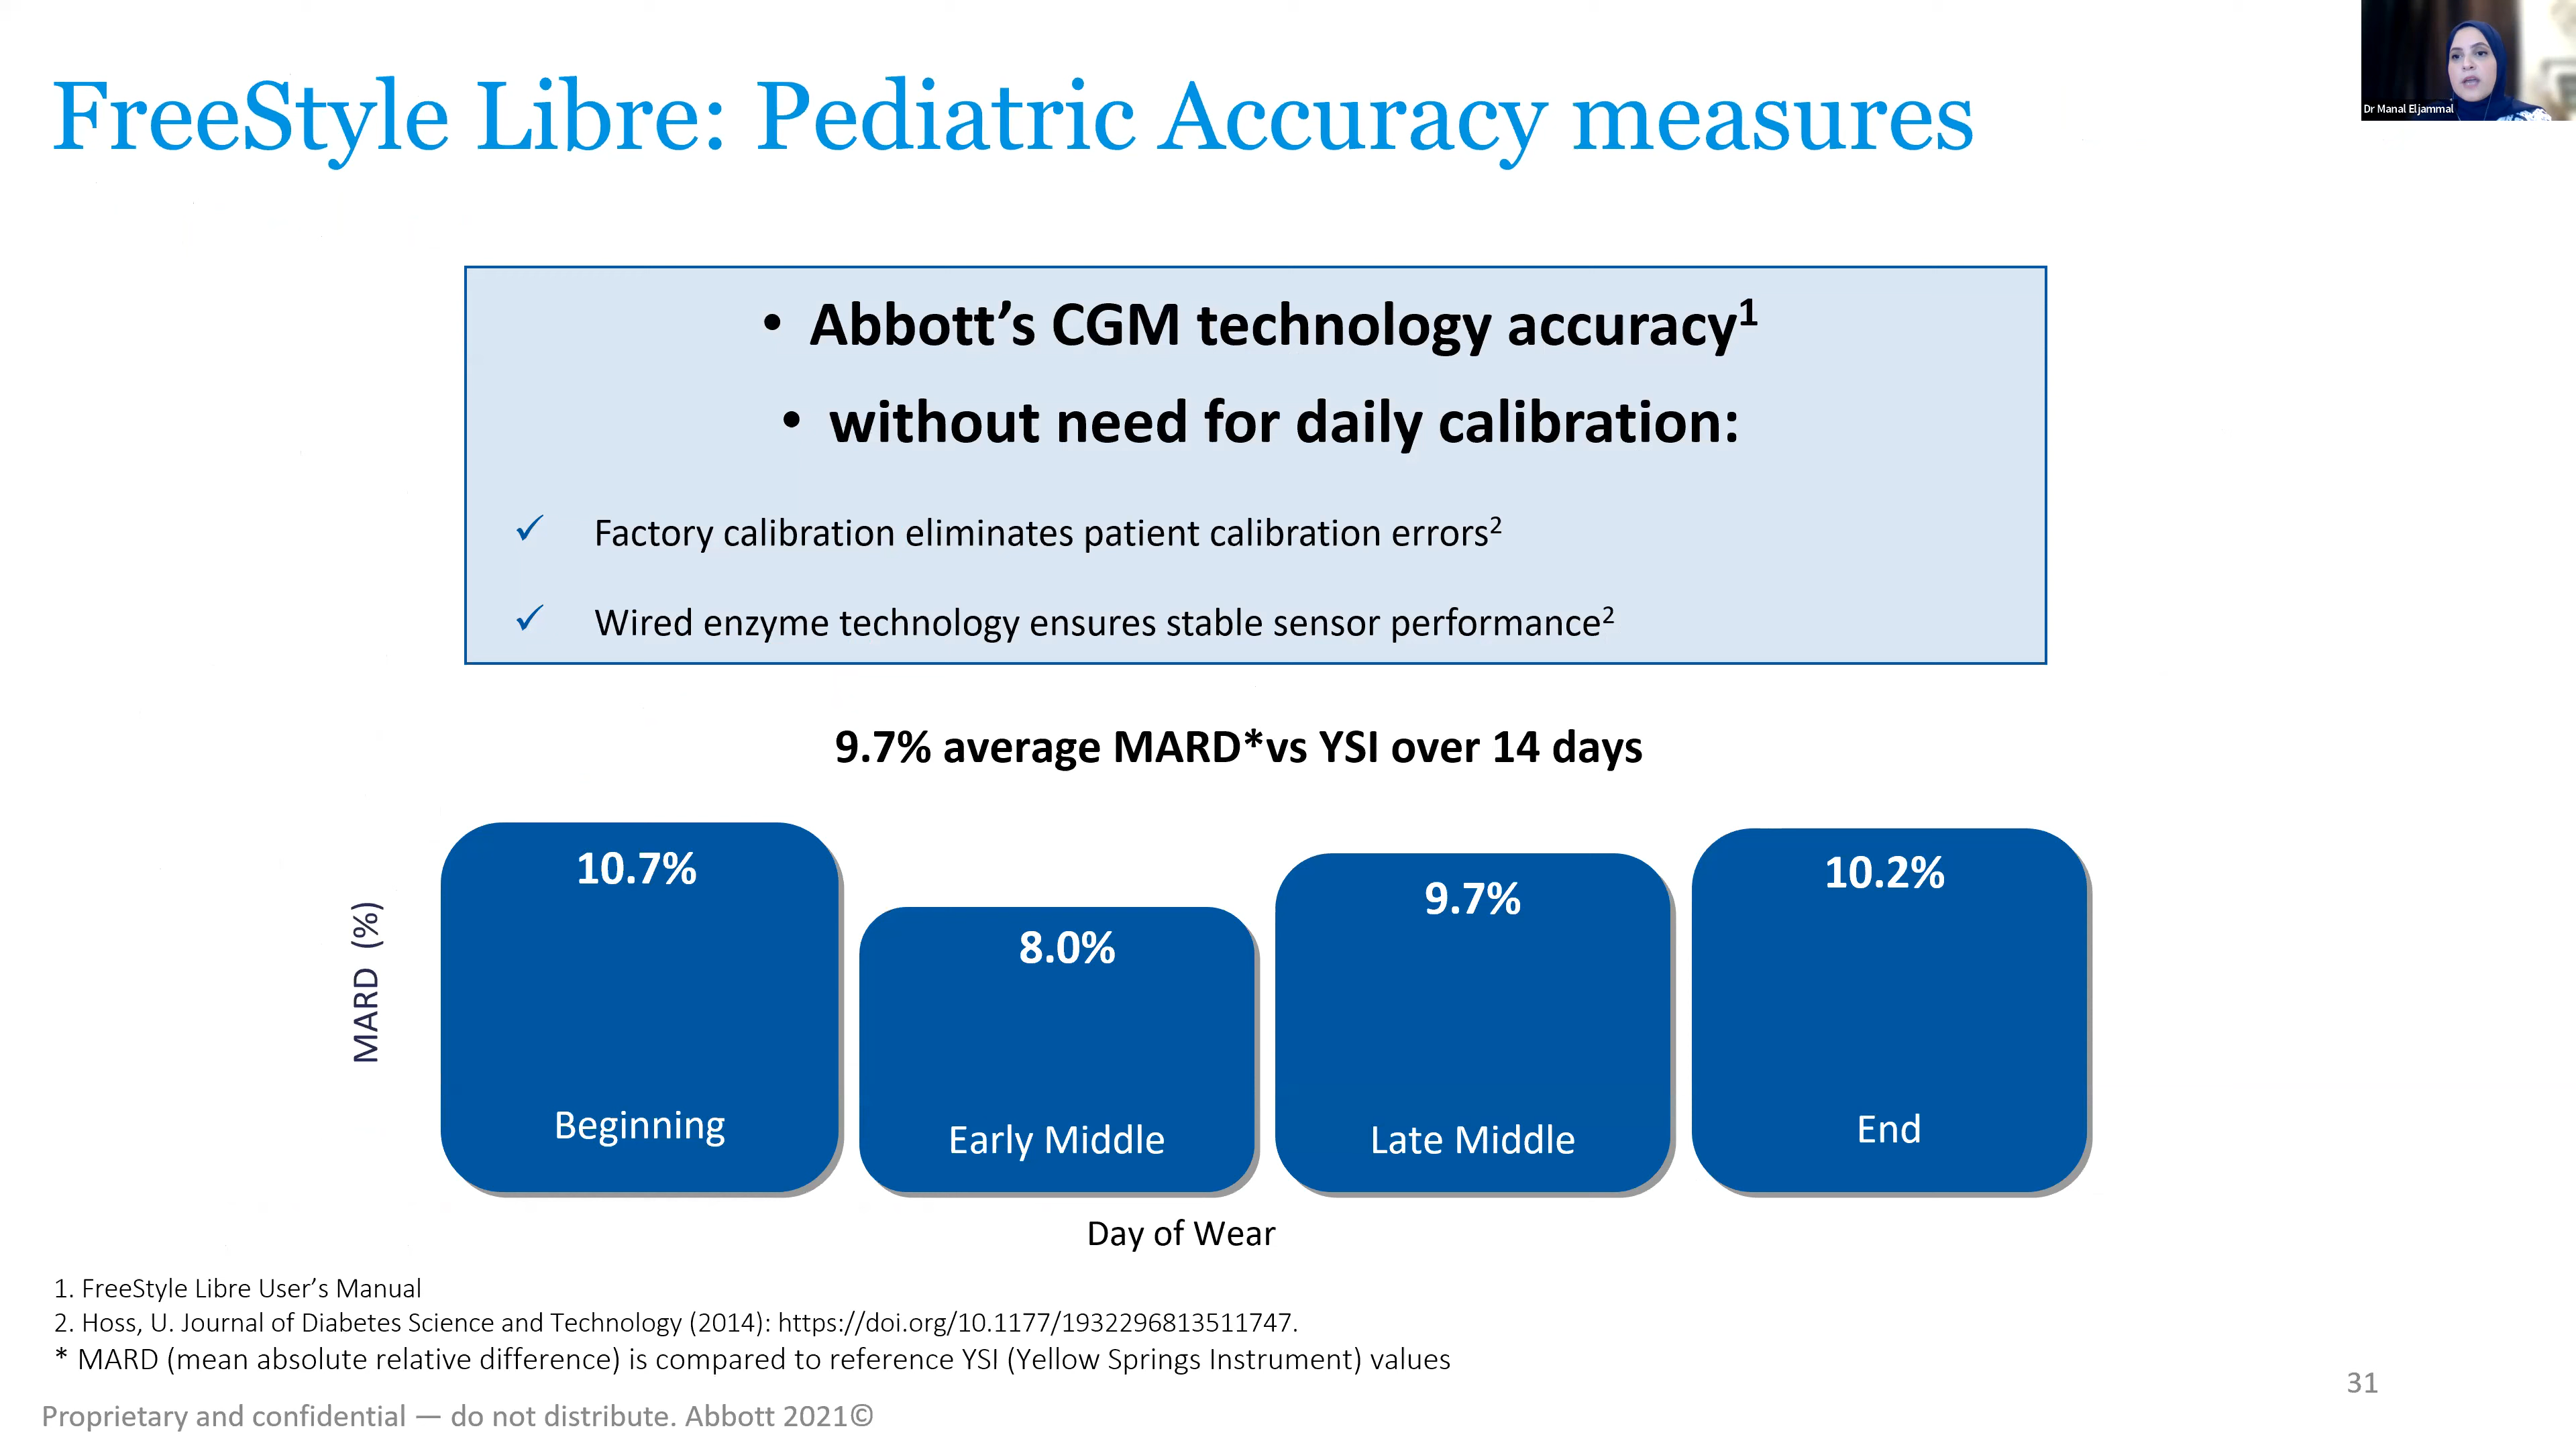 FreeStyle Libre: Pediatric Accuracy measures
Dr Manal Eljammal
• Abbott’s CGM technology accuracy¹
• without need for daily calibration:
✓ Factory calibration eliminates patient calibration errors²
✓ Wired enzyme technology ensures stable sensor performance²
9.7% average MARD*vs YSI over 14 days
MARD (%)
10.7%
8.0%
9.7%
10.2%
Beginning
Early Middle
Late Middle
End
Day of Wear
1. FreeStyle Libre User’s Manual
2. Hoss, U. Journal of Diabetes Science and Technology (2014): https://doi.org/10.1177/1932296813511747.
* MARD (mean absolute relative difference) is compared to reference YSI (Yellow Springs Instrument) values
31
Proprietary and confidential — do not distribute. Abbott 2021©